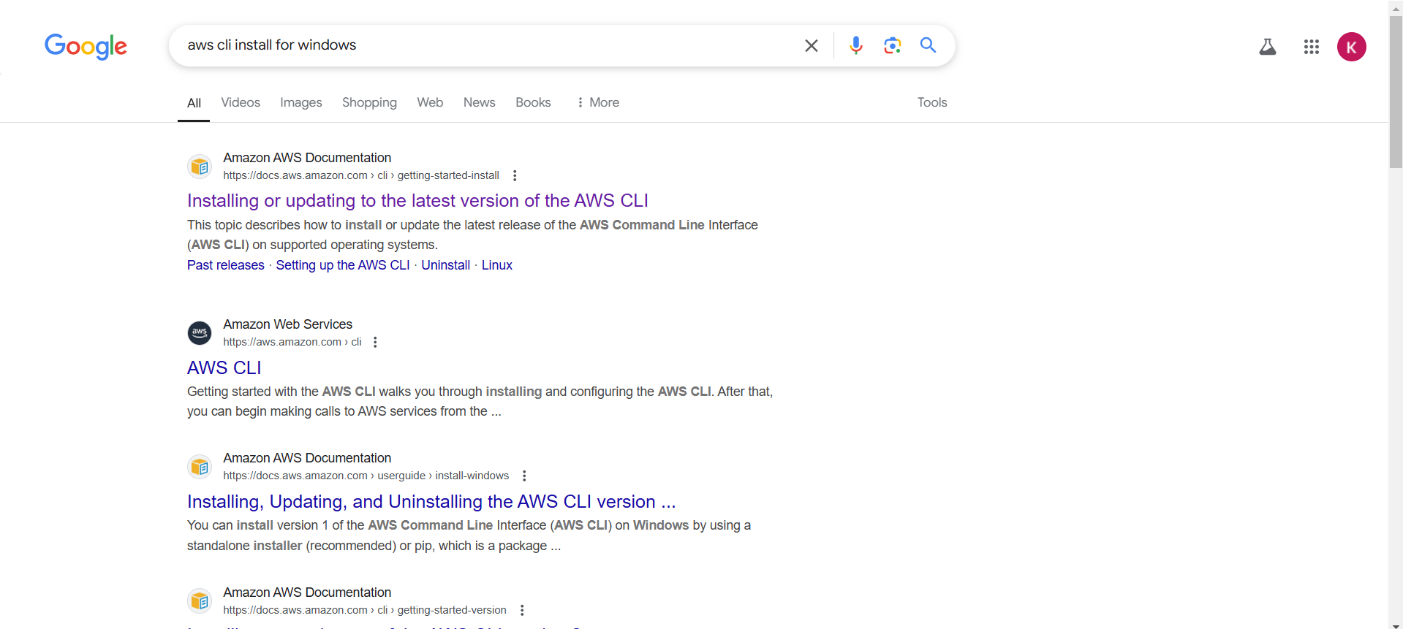 Google
aws cli install for windows
K
All Videos Images Shopping Web News Books More Tools
Amazon AWS Documentation
https://docs.aws.amazon.com › cli › getting-started-install
Installing or updating to the latest version of the AWS CLI
This topic describes how to install or update the latest release of the AWS Command Line Interface
(AWS CLI) on supported operating systems.
Past releases · Setting up the AWS CLI · Uninstall · Linux
aws
Amazon Web Services
https://aws.amazon.com › cli
AWS CLI
Getting started with the AWS CLI walks you through installing and configuring the AWS CLI. After that,
you can begin making calls to AWS services from the ...
Amazon AWS Documentation
https://docs.aws.amazon.com › userguide › install-windows
Installing, Updating, and Uninstalling the AWS CLI version ...
You can install version 1 of the AWS Command Line Interface (AWS CLI) on Windows by using a
standalone installer (recommended) or pip, which is a package ...
Amazon AWS Documentation
https://docs.aws.amazon.com › cli › getting-started-version